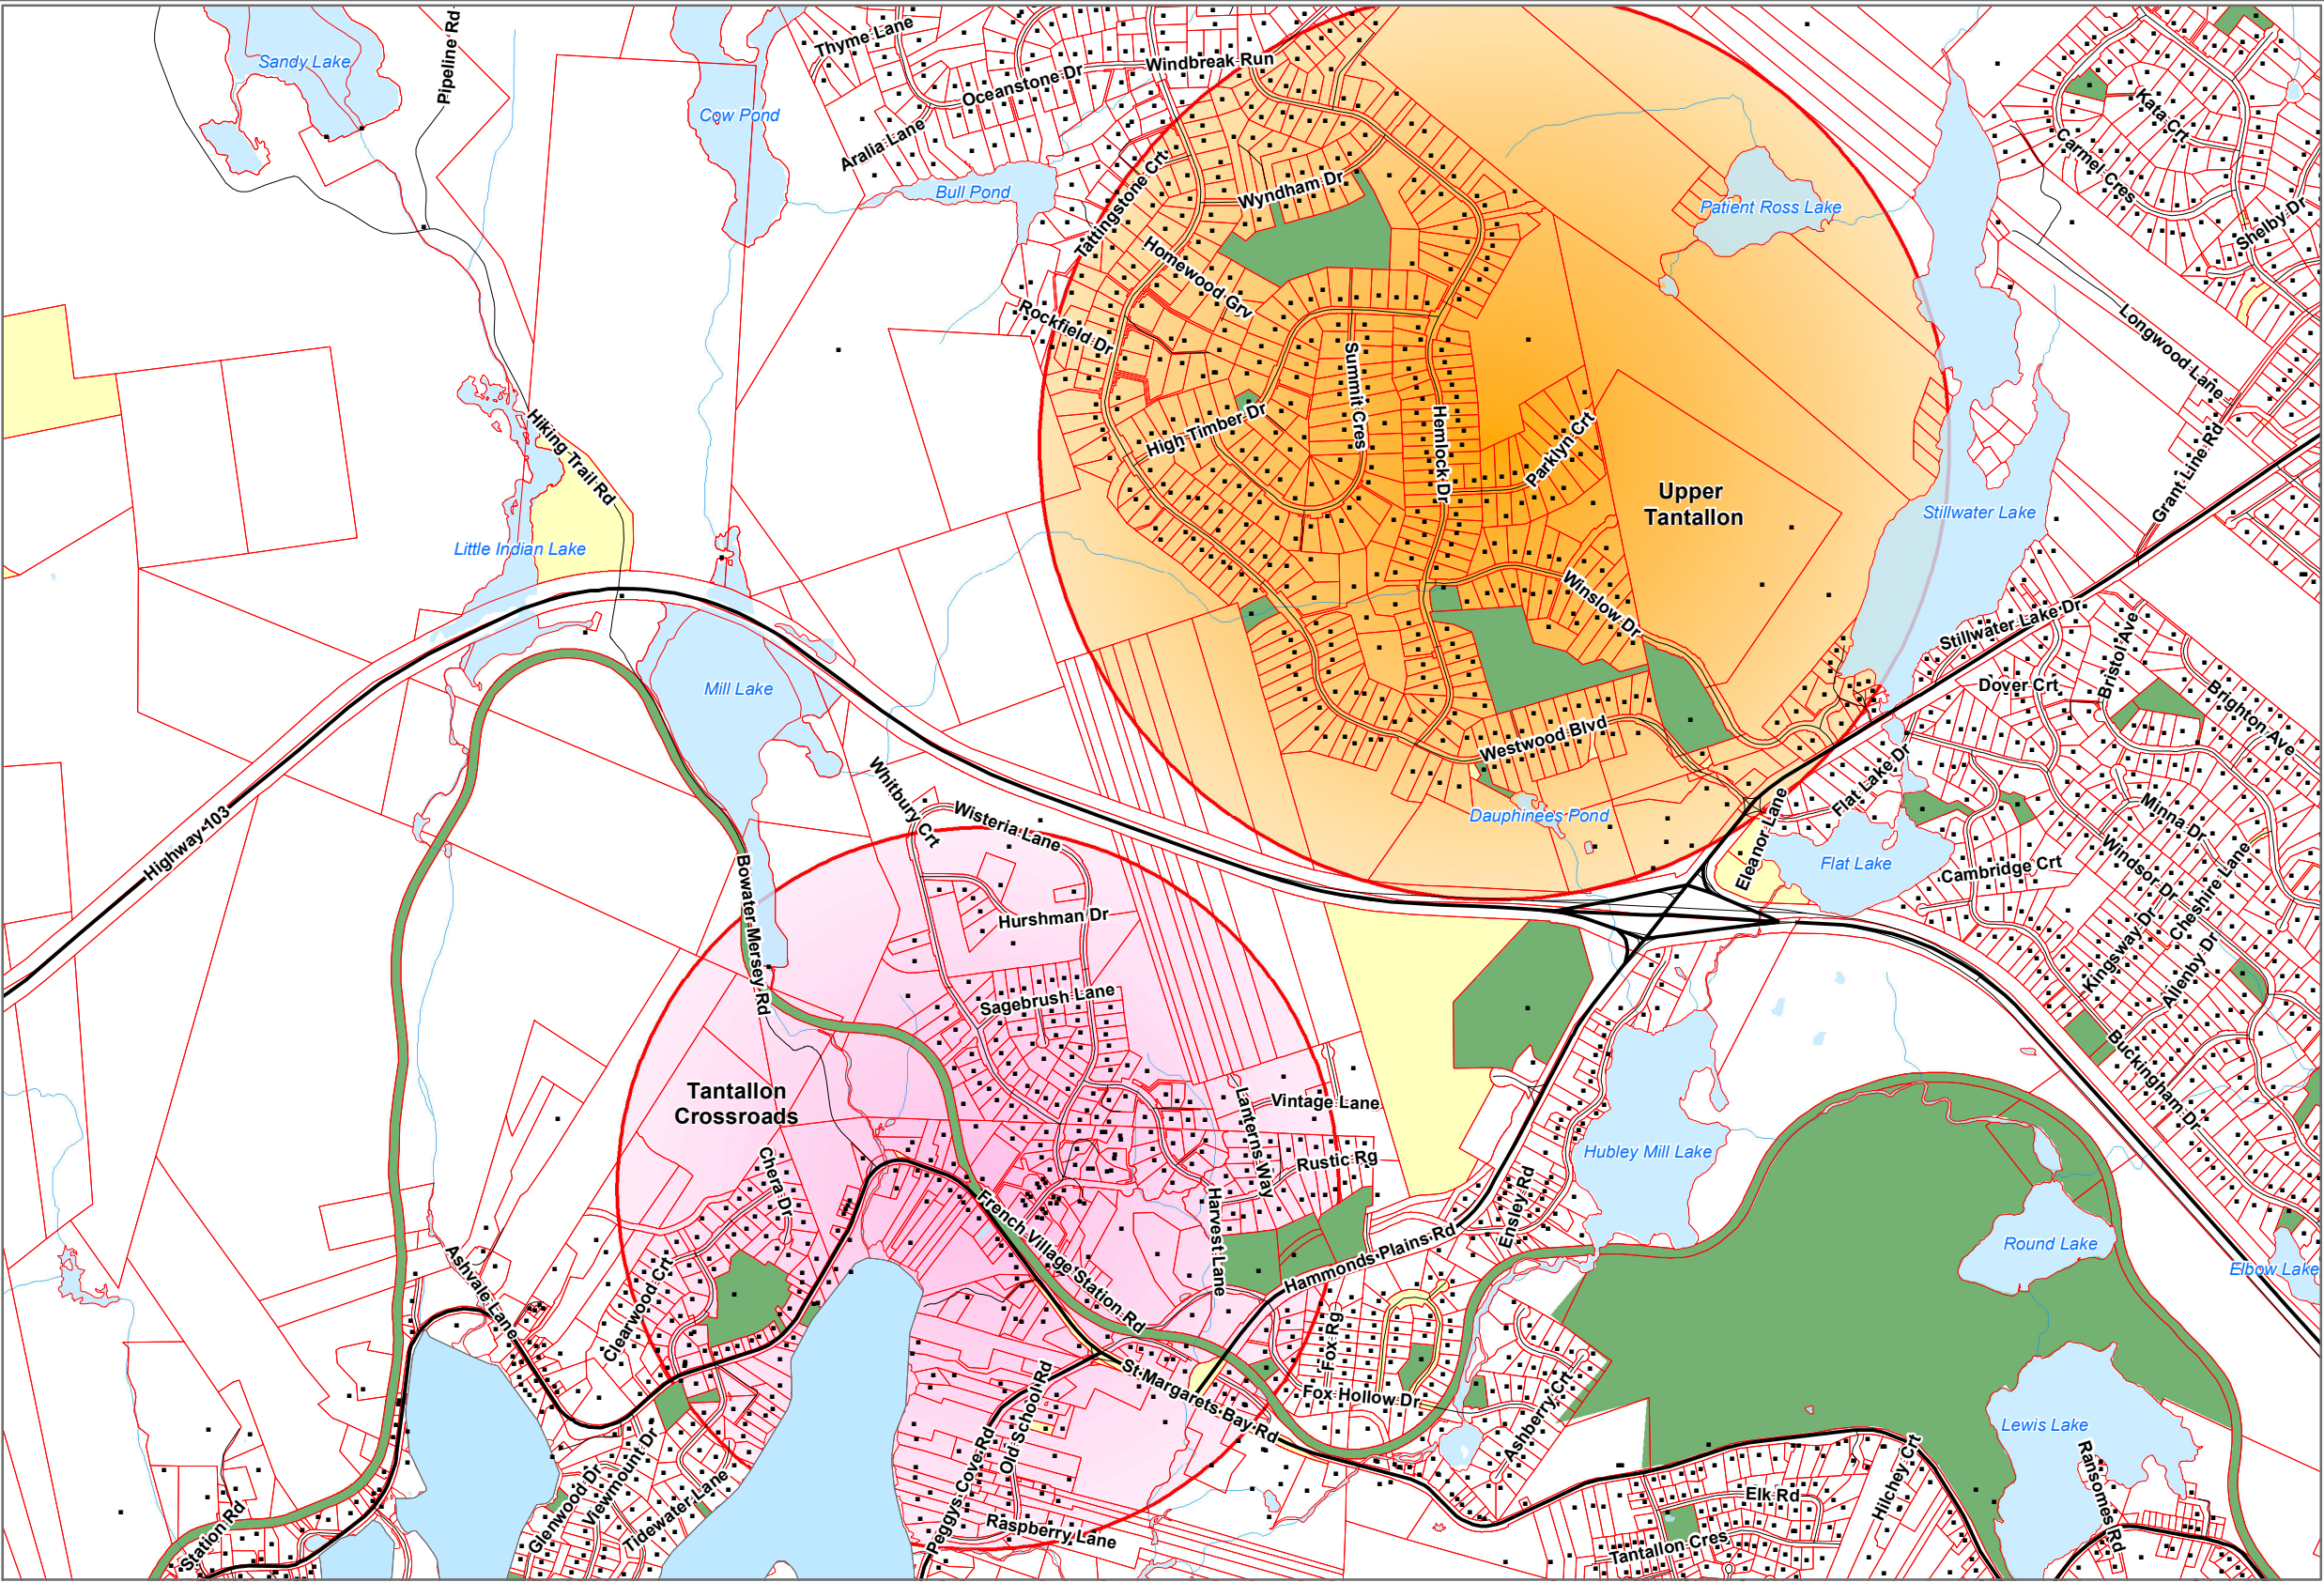 Sandy Lake
Pipeline Rd
Thyme Lane
Oceanstone Dr
Windbreak Run
Cow Pond
Aralia Lane
Bull Pond
Tattingstone Crt
Wyndham Dr
Homewood Grv
Rockfield Dr
Patient Ross Lake
Kata Crt
Carmel Cres
Shelby Dr
Longwood Lane
Grant Line Rd
Summit Cres
High Timber Dr
Hemlock Dr
Parklyn Crt
Upper
Tantallon
Stillwater Lake
Hiking Trail Rd
Little Indian Lake
Winslow Dr
Stillwater Lake Dr
Bristol Ave
Dover Crt
Brighton Ave
Mill Lake
Westwood Blvd
Whitbury Crt
Wisteria Lane
Dauphinees Pond
Eleanor Lane
Flat Lake Dr
Flat Lake
Minna Dr
Windsor Dr
Cheshire Lane
Cambridge Crt
Highway 103
Bowater Mersey Rd
Hurshman Dr
Kingsway Dr
Allenby Dr
Sagebrush Lane
Buckingham Dr
Tantallon
Crossroads
Vintage Lane
Lanterns Way
Rustic Rg
Chera Dr
Hubley Mill Lake
Ensley Rd
French Village Station Rd
Harvest Lane
Hammonds Plains Rd
Round Lake
Elbow Lake
Ashvale Lane
Clearwood Crt
Fox Rg
St Margarets Bay Rd
Fox Hollow Dr
Ashberry Crt
Old School Rd
Peggys Cove Rd
Lewis Lake
Hilchey Crt
Ransomes Rd
Elk Rd
Station Rd
Glenwood Dr
Viewmount Dr
Tidewater Lane
Raspberry Lane
Tantallon Cres